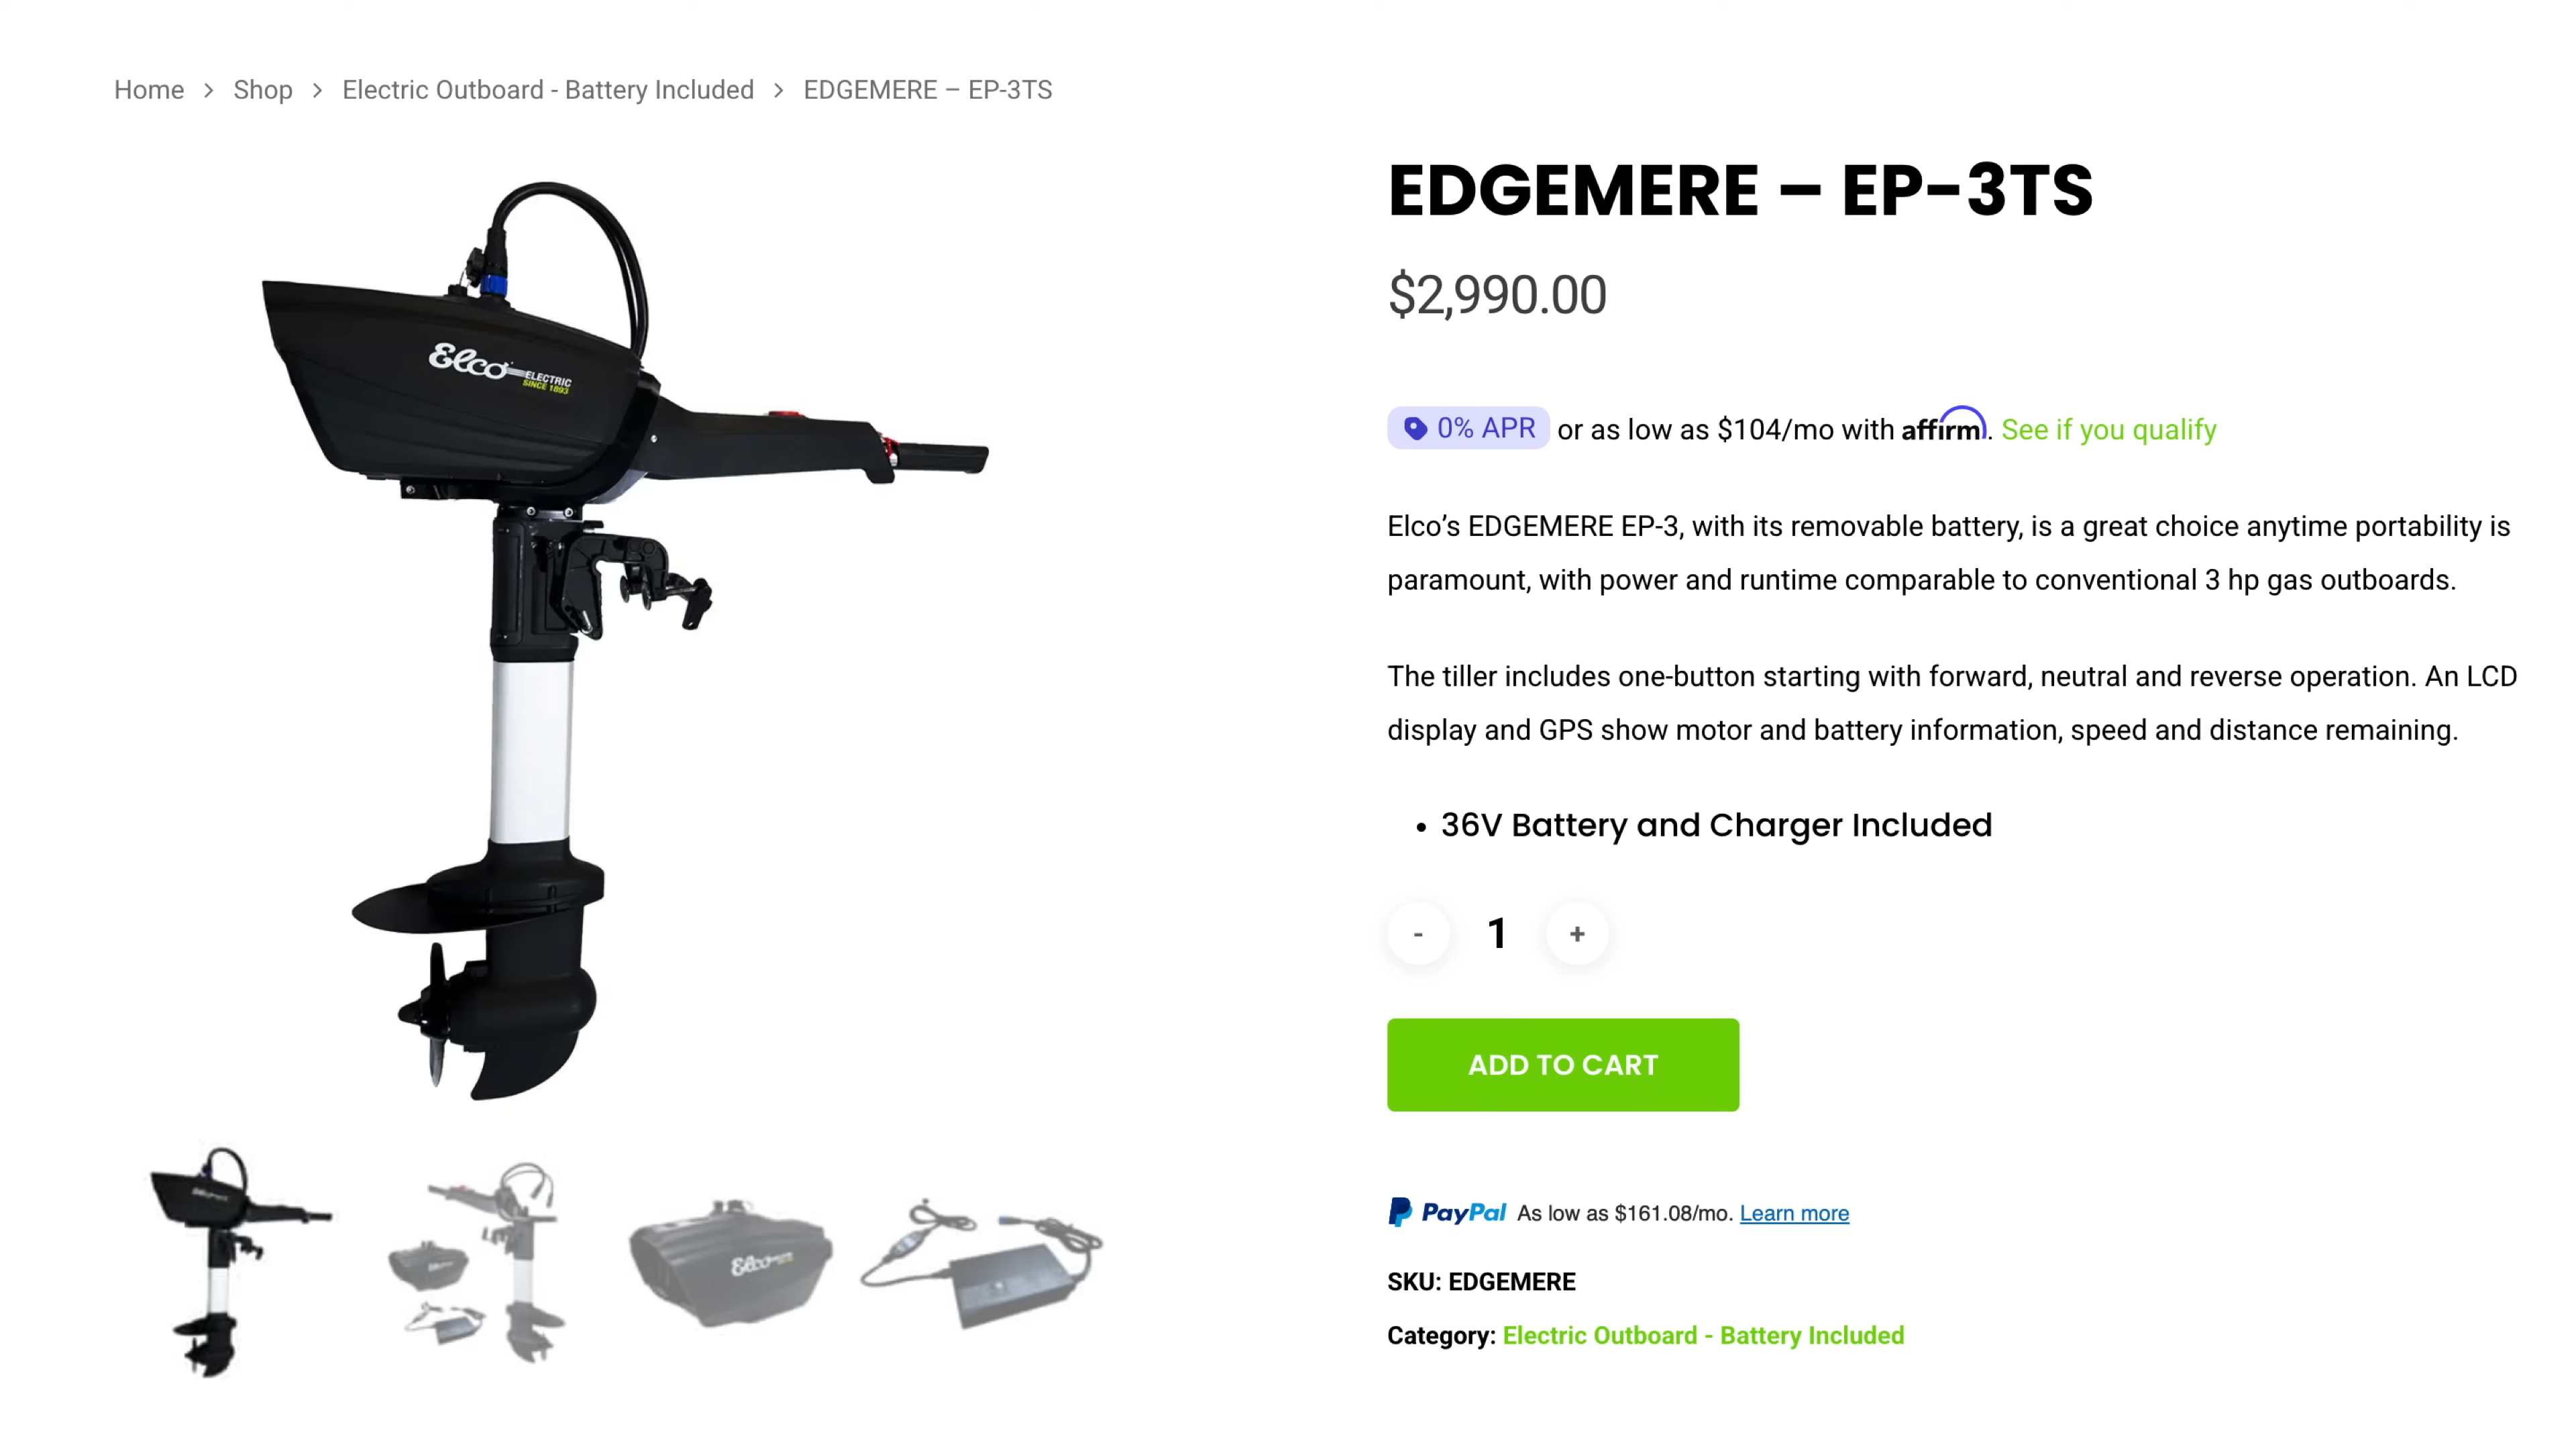 Home > Shop > Electric Outboard - Battery Included > EDGEMERE – EP-3TS
Elco ELECTRIC
SINCE 1893
EDGEMERE – EP-3TS
$2,990.00
0% APR or as low as $104/mo with affirm. See if you qualify
Elco’s EDGEMERE EP-3, with its removable battery, is a great choice anytime portability is
paramount, with power and runtime comparable to conventional 3 hp gas outboards.
The tiller includes one-button starting with forward, neutral and reverse operation. An LCD
display and GPS show motor and battery information, speed and distance remaining.
• 36V Battery and Charger Included
- 1 +
ADD TO CART
PayPal As low as $161.08/mo. Learn more
SKU: EDGEMERE
Category: Electric Outboard - Battery Included
Elco